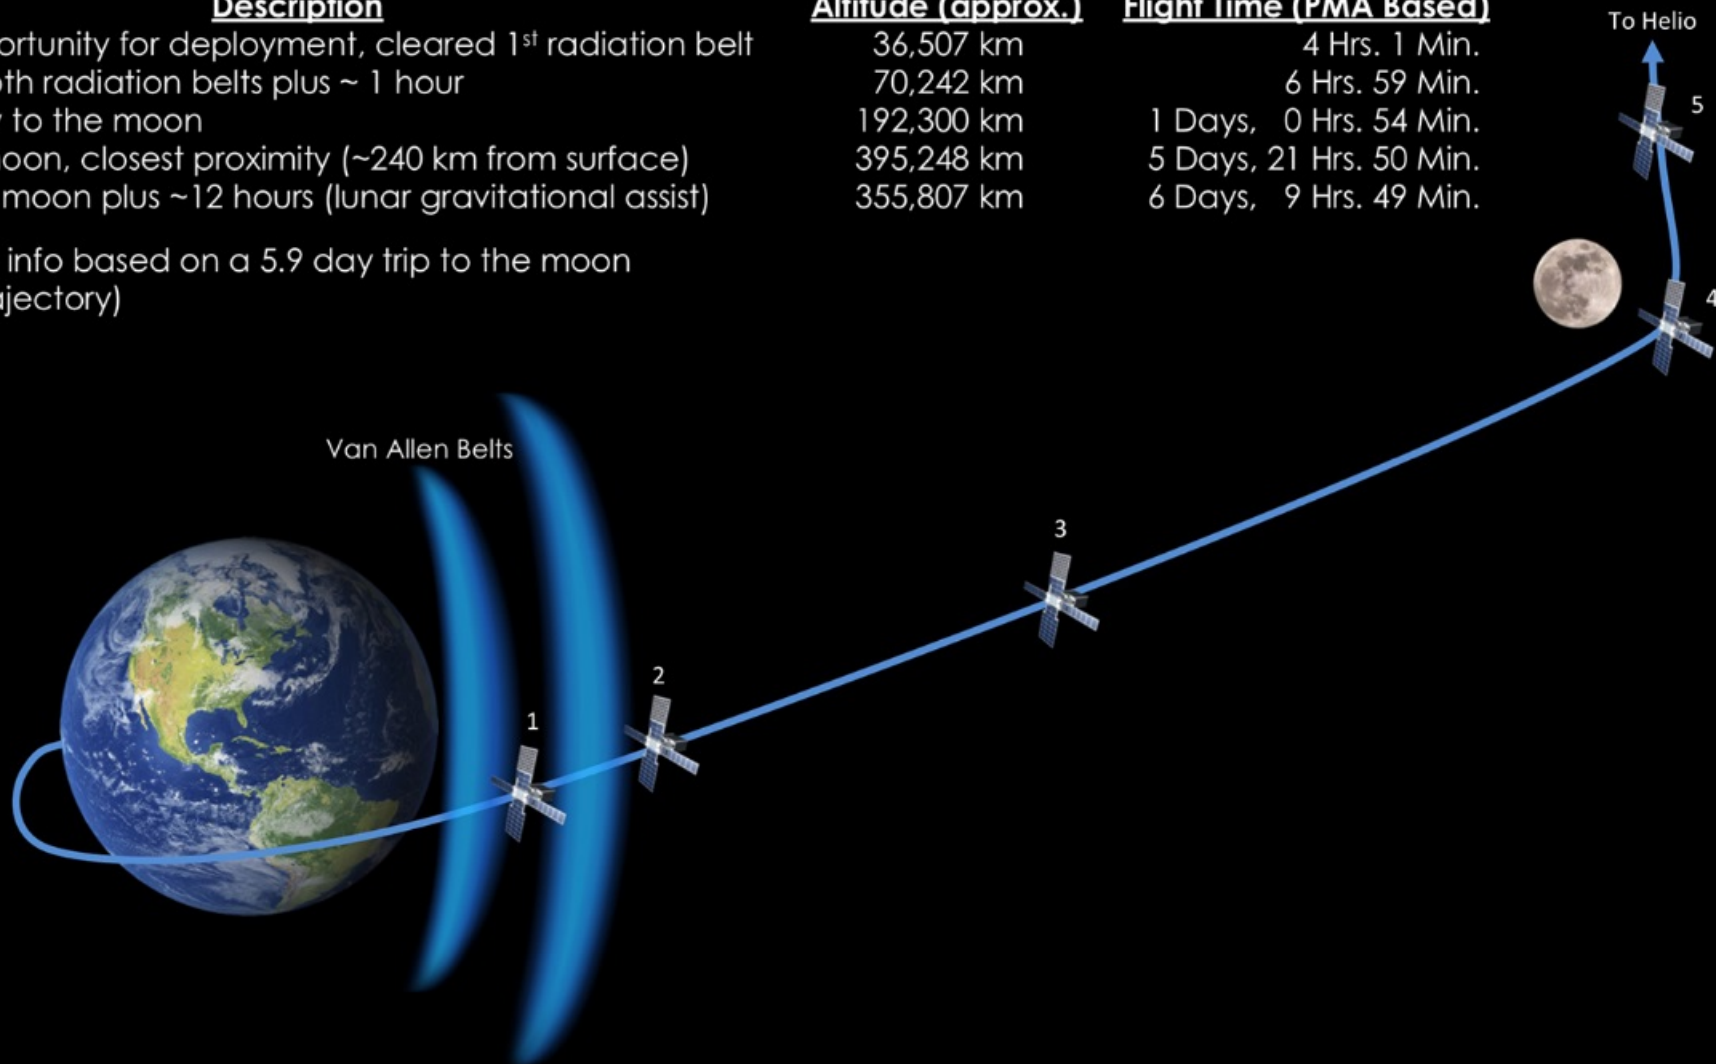 Description Altitude (approx.) Flight Time (PMA Based)
ortunity for deployment, cleared 1st radiation belt 36,507 km 4 Hrs. 1 Min.
oth radiation belts plus ~ 1 hour 70,242 km 6 Hrs. 59 Min.
to the moon 192,300 km 1 Days, 0 Hrs. 54 Min.
oon, closest proximity (~240 km from surface) 395,248 km 5 Days, 21 Hrs. 50 Min.
moon plus ~12 hours (lunar gravitational assist) 355,807 km 6 Days, 9 Hrs. 49 Min.
info based on a 5.9 day trip to the moon
ajectory)
To Helio
5
4
Van Allen Belts
3
2
1